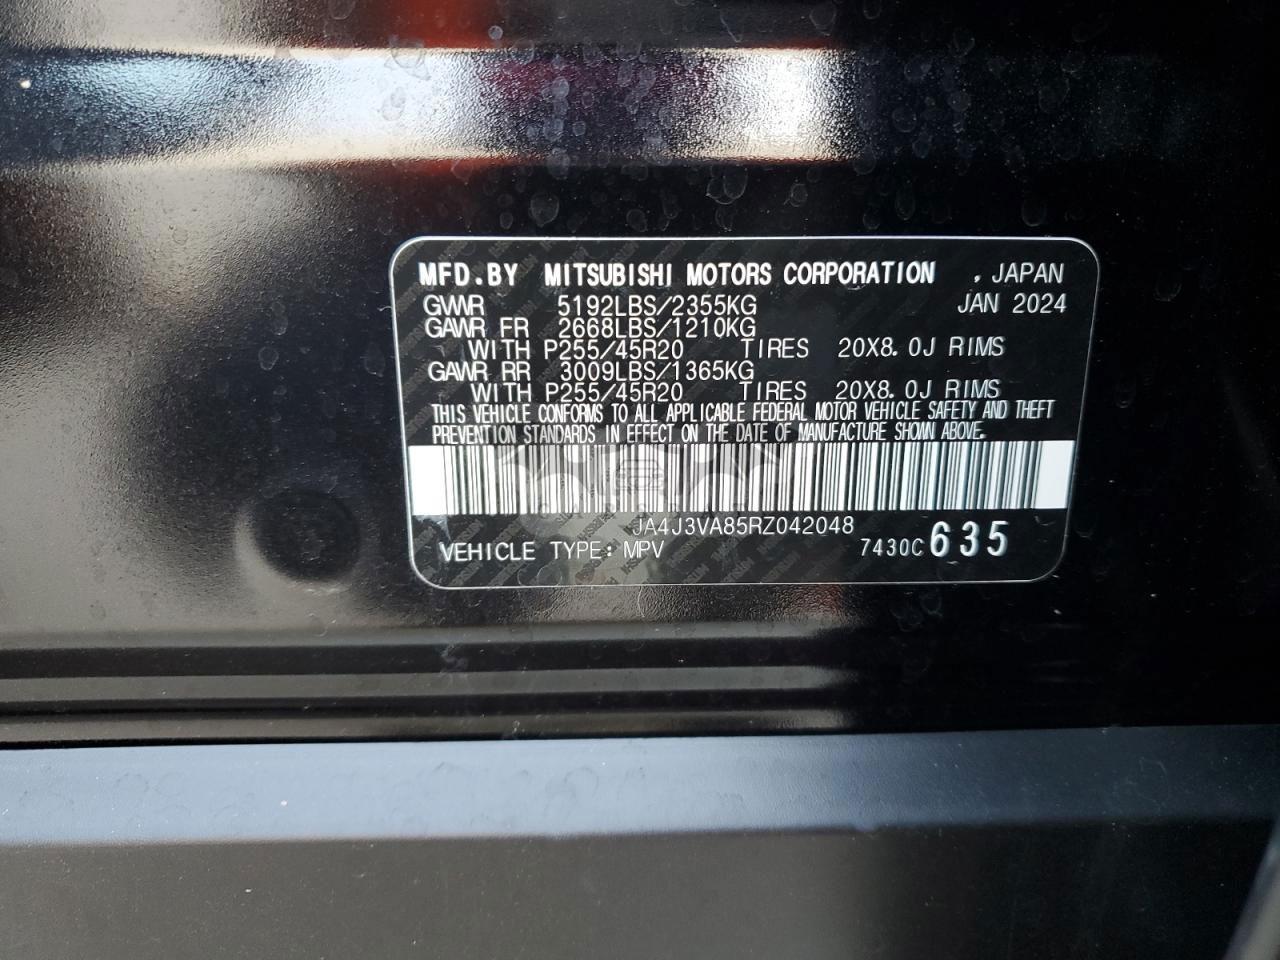 MFD.BY MITSUBISHI MOTORS CORPORATION . JAPAN
GVWR 5192LBS/2355KG JAN 2024
GAWR FR 2668LBS/1210KG
WITH P255/45R20 TIRES 20X8.0J RIMS
GAWR RR 3009LBS/1365KG
WITH P255/45R20 TIRES 20X8.0J RIMS
THIS VEHICLE CONFORMS TO ALL APPLICABLE FEDERAL MOTOR VEHICLE SAFETY AND THEFT
PREVENTION STANDARDS IN EFFECT ON THE DATE OF MANUFACTURE SHOWN ABOVE.
JA4J3VA85RZ042048
VEHICLE TYPE: MPV 7430C 635